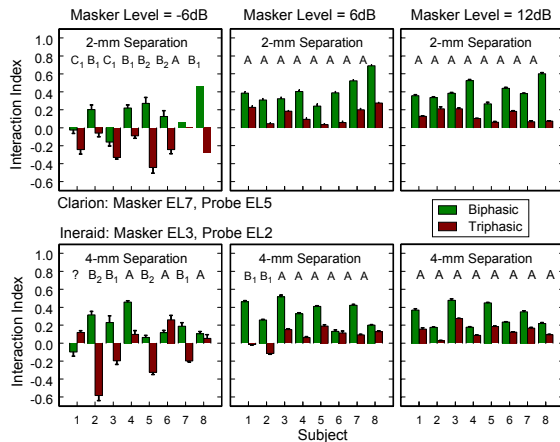 Masker Level = -6dB Masker Level = 6dB Masker Level = 12dB
2-mm Separation 2-mm Separation 2-mm Separation
C1 B1 C1 B1 B2 B2 A B1
A A A A A A A
A A A A A A A
1.0
0.8
0.6
0.4
0.2
0.0
-0.2
-0.4
-0.6
Interaction Index
Clarion: Masker EL7, Probe EL5
Biphasic
Triphasic
Ineraid: Masker EL3, Probe EL2
4-mm Separation 4-mm Separation 4-mm Separation
? B2 B1 A B2 A B1 A
B1 B1 A A A A A A
A A A A A A A A
1.0
0.8
0.6
0.4
0.2
0.0
-0.2
-0.4
-0.6
Interaction Index
1 2 3 4 5 6 7 8 1 2 3 4 5 6 7 8 1 2 3 4 5 6 7 8
Subject